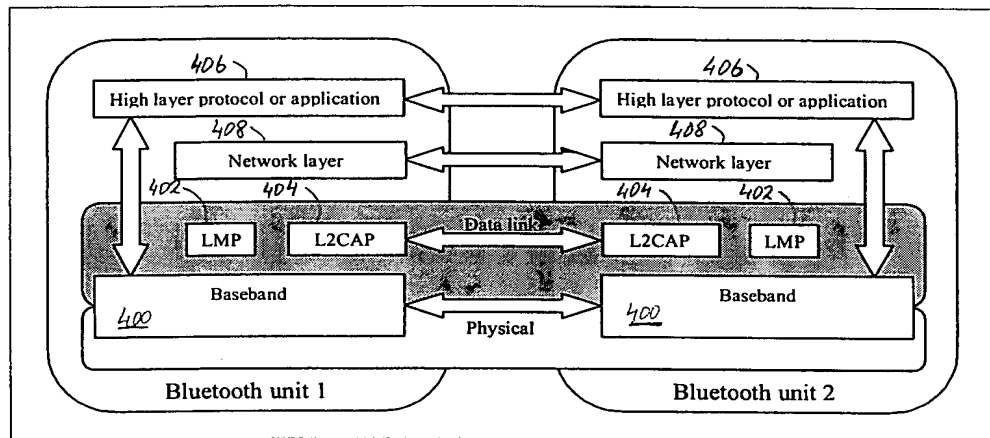 406 406
High layer protocol or application High layer protocol or application
408 408
Network layer Network layer
402 404 404 402
Data link
LMP L2CAP L2CAP LMP
Baseband Baseband
400 400
Physical
Bluetooth unit 1 Bluetooth unit 2